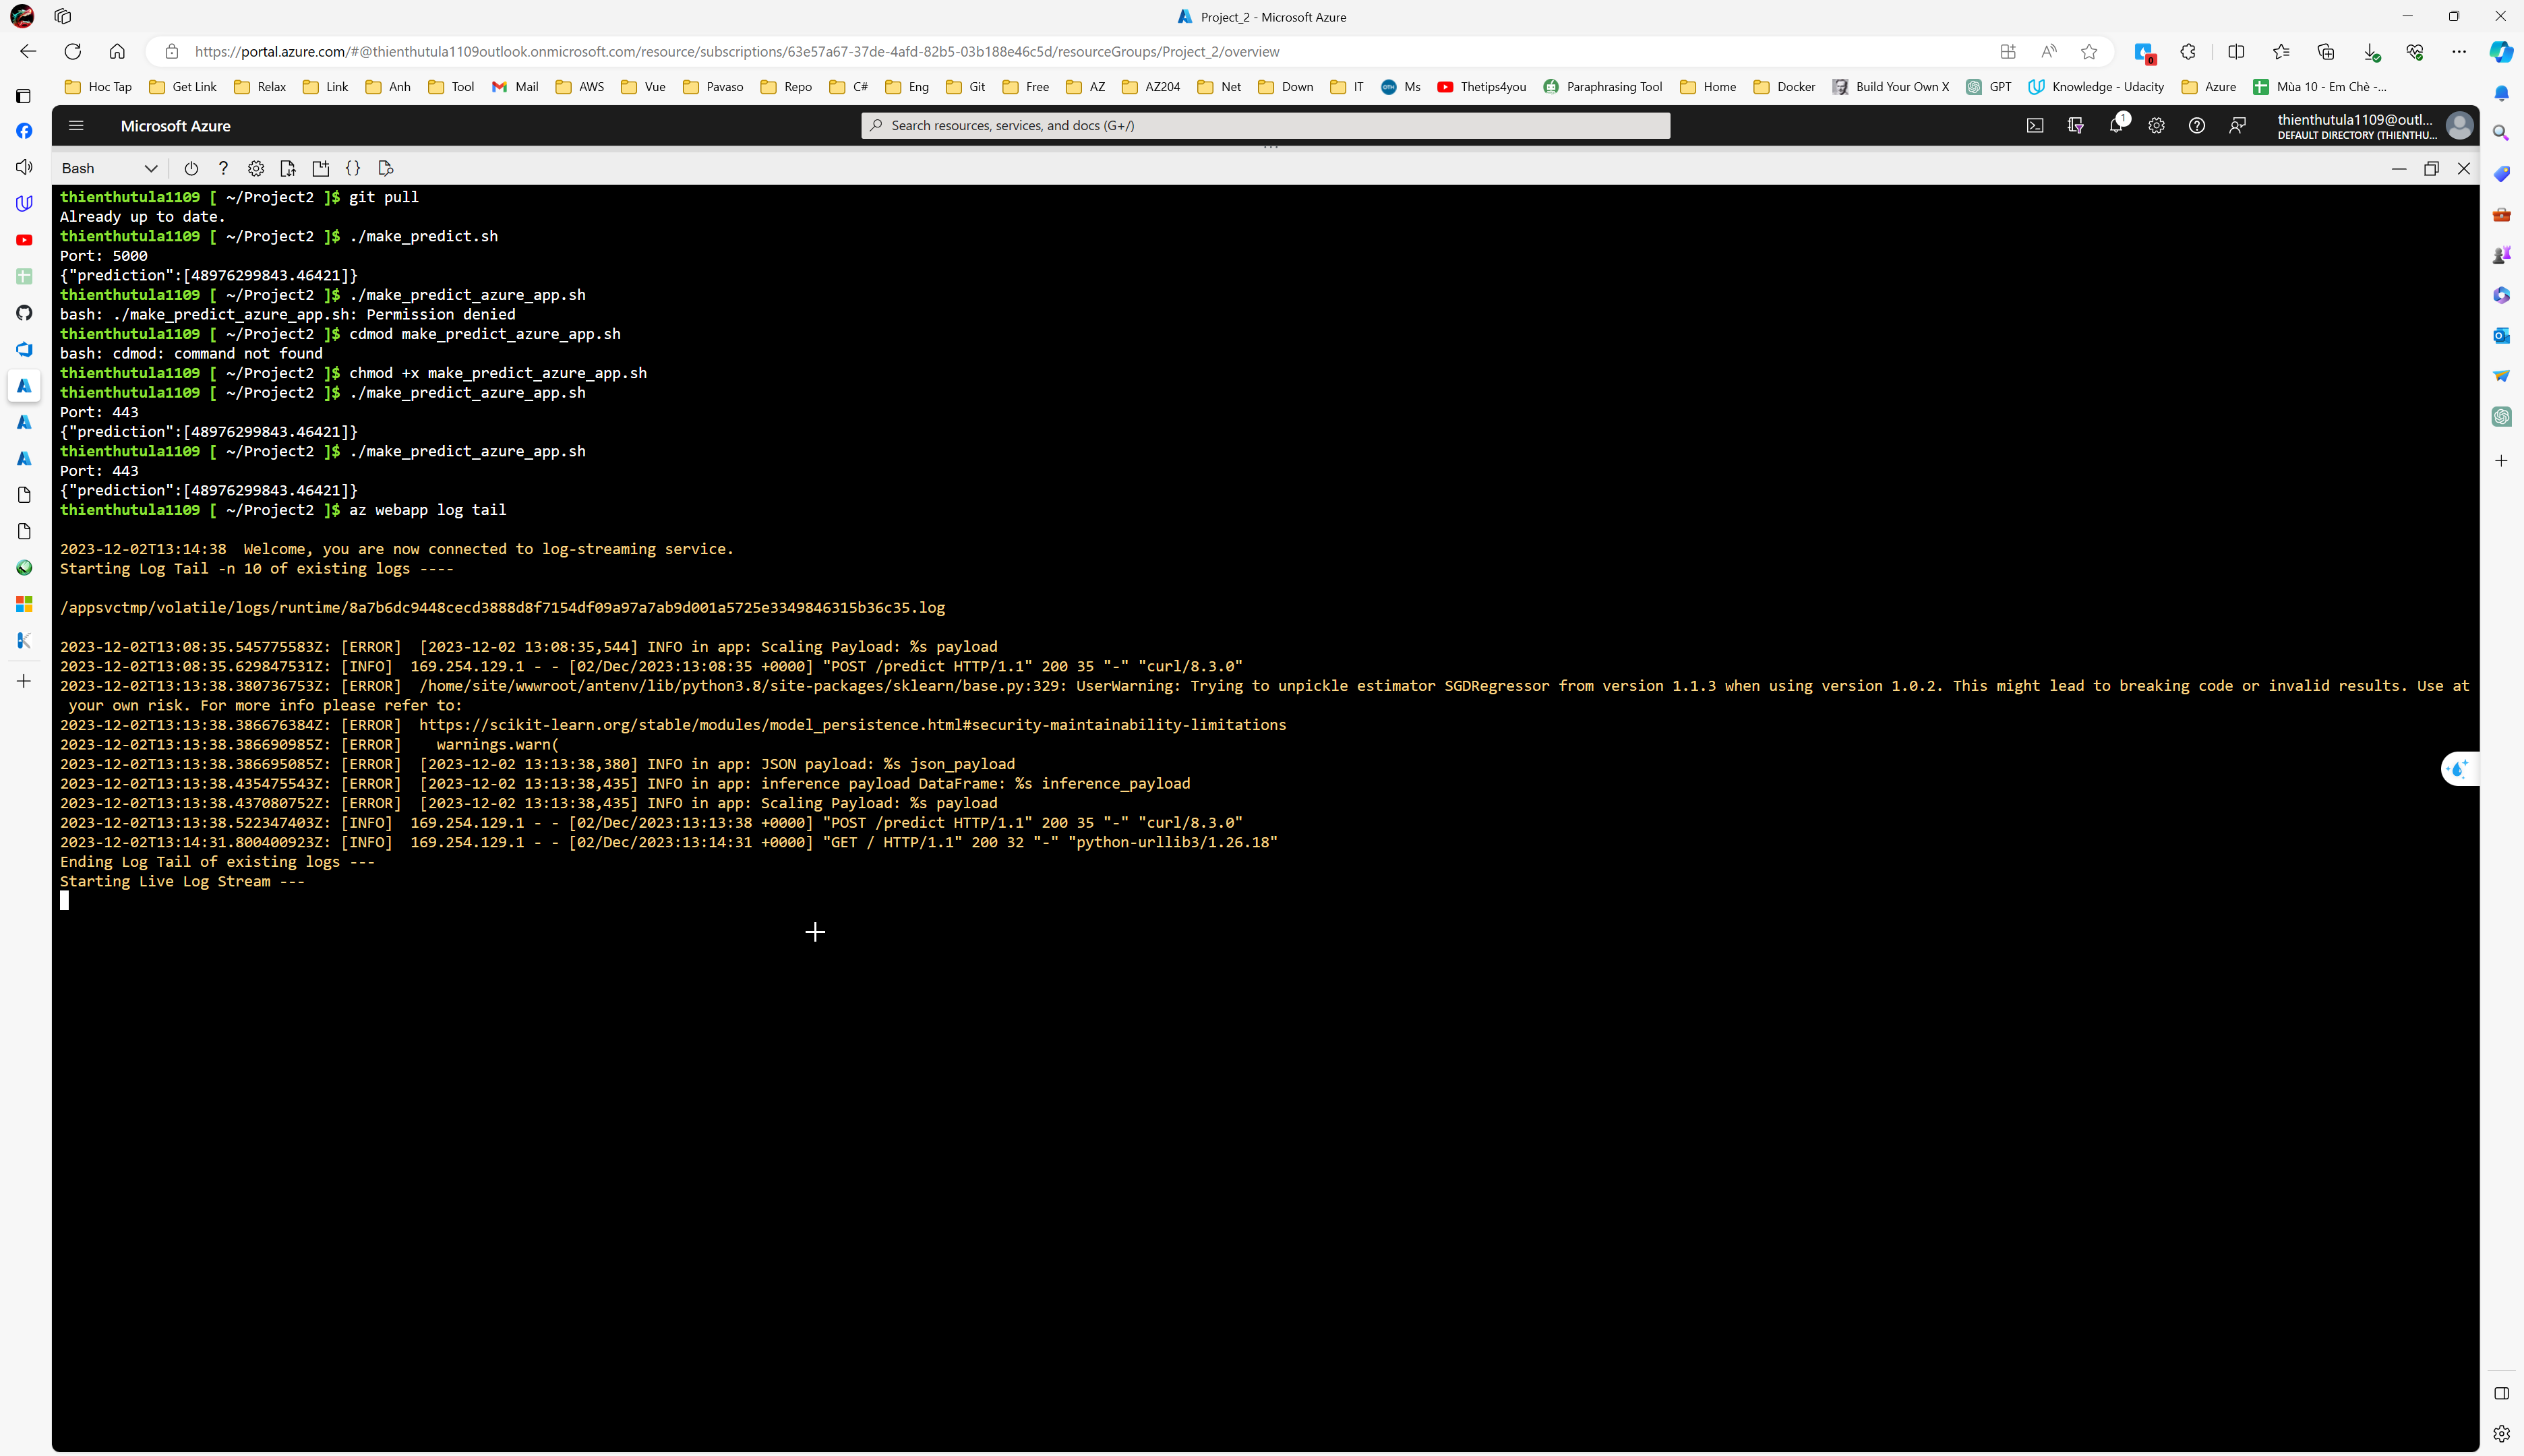 Project_2 - Microsoft Azure
https://portal.azure.com/#@thienthutula1109outlook.onmicrosoft.com/resource/subscriptions/63e57a67-37de-4afd-82b5-03b188e46c5d/resourceGroups/Project_2/overview
0
Hoc Tap Get Link Relax Link Anh Tool Mail AWS Vue Pavaso Repo C# Eng Git Free AZ AZ204 Net Down IT Ms Thetips4you Paraphrasing Tool Home Docker Build Your Own X GPT Knowledge - Udacity Azure Mùa 10 - Em Chè -...
Microsoft Azure
Search resources, services, and docs (G+/)
1
thienthutula1109@outl...
DEFAULT DIRECTORY (THIENTHU...
Bash
thienthutula1109 [ ~/Project2 ]$ git pull
Already up to date.
thienthutula1109 [ ~/Project2 ]$ ./make_predict.sh
Port: 5000
{"prediction":[48976299843.46421]}
thienthutula1109 [ ~/Project2 ]$ ./make_predict_azure_app.sh
bash: ./make_predict_azure_app.sh: Permission denied
thienthutula1109 [ ~/Project2 ]$ cdmod make_predict_azure_app.sh
bash: cdmod: command not found
thienthutula1109 [ ~/Project2 ]$ chmod +x make_predict_azure_app.sh
thienthutula1109 [ ~/Project2 ]$ ./make_predict_azure_app.sh
Port: 443
{"prediction":[48976299843.46421]}
thienthutula1109 [ ~/Project2 ]$ ./make_predict_azure_app.sh
Port: 443
{"prediction":[48976299843.46421]}
thienthutula1109 [ ~/Project2 ]$ az webapp log tail
2023-12-02T13:14:38  Welcome, you are now connected to log-streaming service.
Starting Log Tail -n 10 of existing logs ----
/appsvctmp/volatile/logs/runtime/8a7b6dc9448cecd3888d8f7154df09a97a7ab9d001a5725e3349846315b36c35.log
2023-12-02T13:08:35.545775583Z: [ERROR]  [2023-12-02 13:08:35,544] INFO in app: Scaling Payload: %s payload
2023-12-02T13:08:35.629847531Z: [INFO]  169.254.129.1 - - [02/Dec/2023:13:08:35 +0000] "POST /predict HTTP/1.1" 200 35 "-" "curl/8.3.0"
2023-12-02T13:13:38.380736753Z: [ERROR]  /home/site/wwwroot/antenv/lib/python3.8/site-packages/sklearn/base.py:329: UserWarning: Trying to unpickle estimator SGDRegressor from version 1.1.3 when using version 1.0.2. This might lead to breaking code or invalid results. Use at
your own risk. For more info please refer to:
2023-12-02T13:13:38.386676384Z: [ERROR]  https://scikit-learn.org/stable/modules/model_persistence.html#security-maintainability-limitations
2023-12-02T13:13:38.386690985Z: [ERROR]    warnings.warn(
2023-12-02T13:13:38.386695085Z: [ERROR]  [2023-12-02 13:13:38,380] INFO in app: JSON payload: %s json_payload
2023-12-02T13:13:38.435475543Z: [ERROR]  [2023-12-02 13:13:38,435] INFO in app: inference payload DataFrame: %s inference_payload
2023-12-02T13:13:38.437080752Z: [ERROR]  [2023-12-02 13:13:38,435] INFO in app: Scaling Payload: %s payload
2023-12-02T13:13:38.522347403Z: [INFO]  169.254.129.1 - - [02/Dec/2023:13:13:38 +0000] "POST /predict HTTP/1.1" 200 35 "-" "curl/8.3.0"
2023-12-02T13:14:31.800400923Z: [INFO]  169.254.129.1 - - [02/Dec/2023:13:14:31 +0000] "GET / HTTP/1.1" 200 32 "-" "python-urllib3/1.26.18"
Ending Log Tail of existing logs ---
Starting Live Log Stream ---